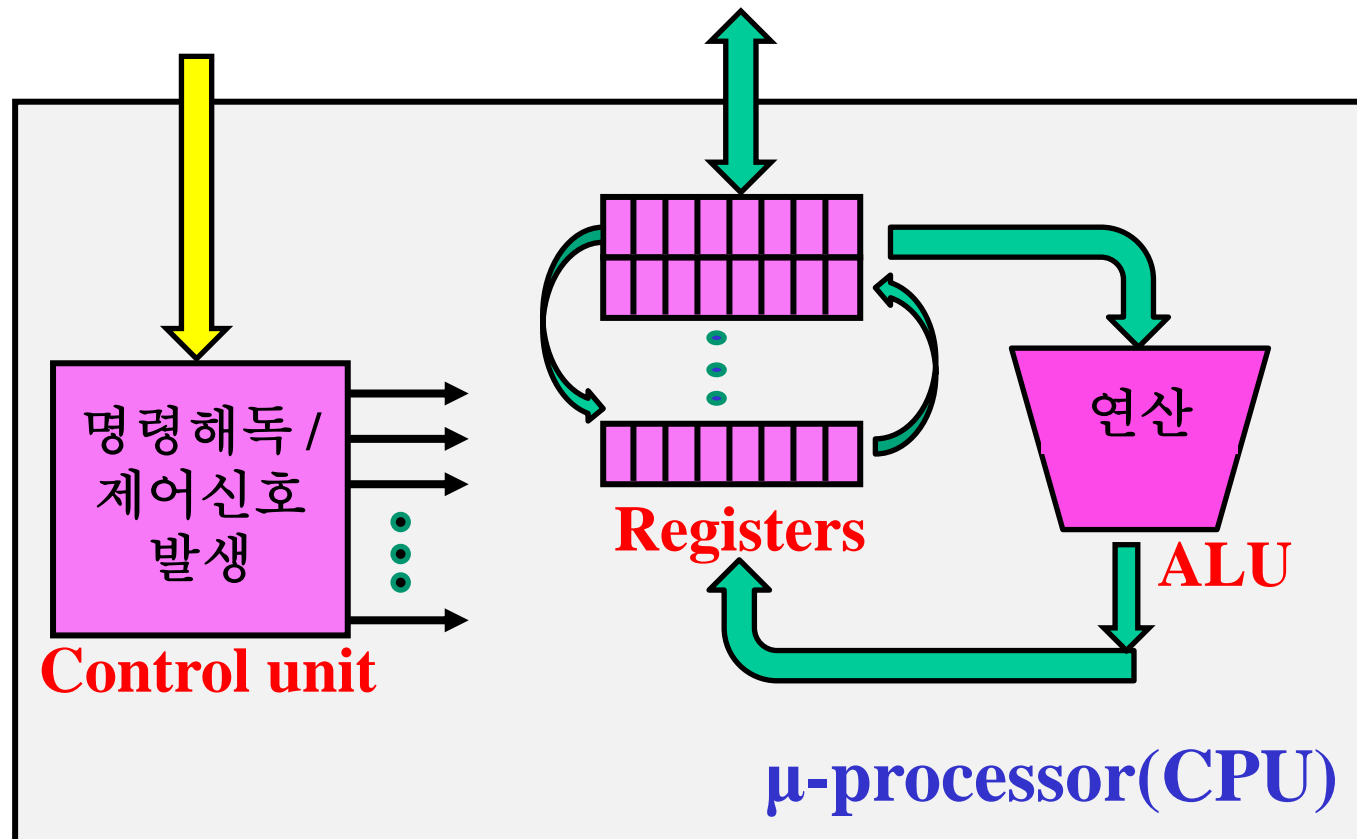 명령해독 /
제어신호
발생
Control unit
Registers
연산
ALU
μ-processor(CPU)